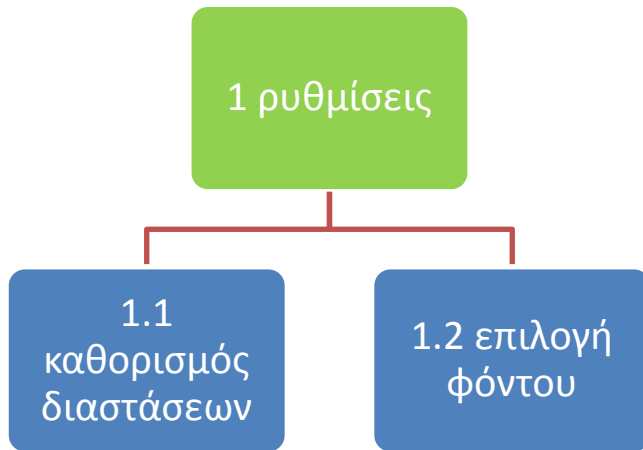 1 ρυθμίσεις
1.1
καθορισμός
διαστάσεων
1.2 επιλογή
φόντου